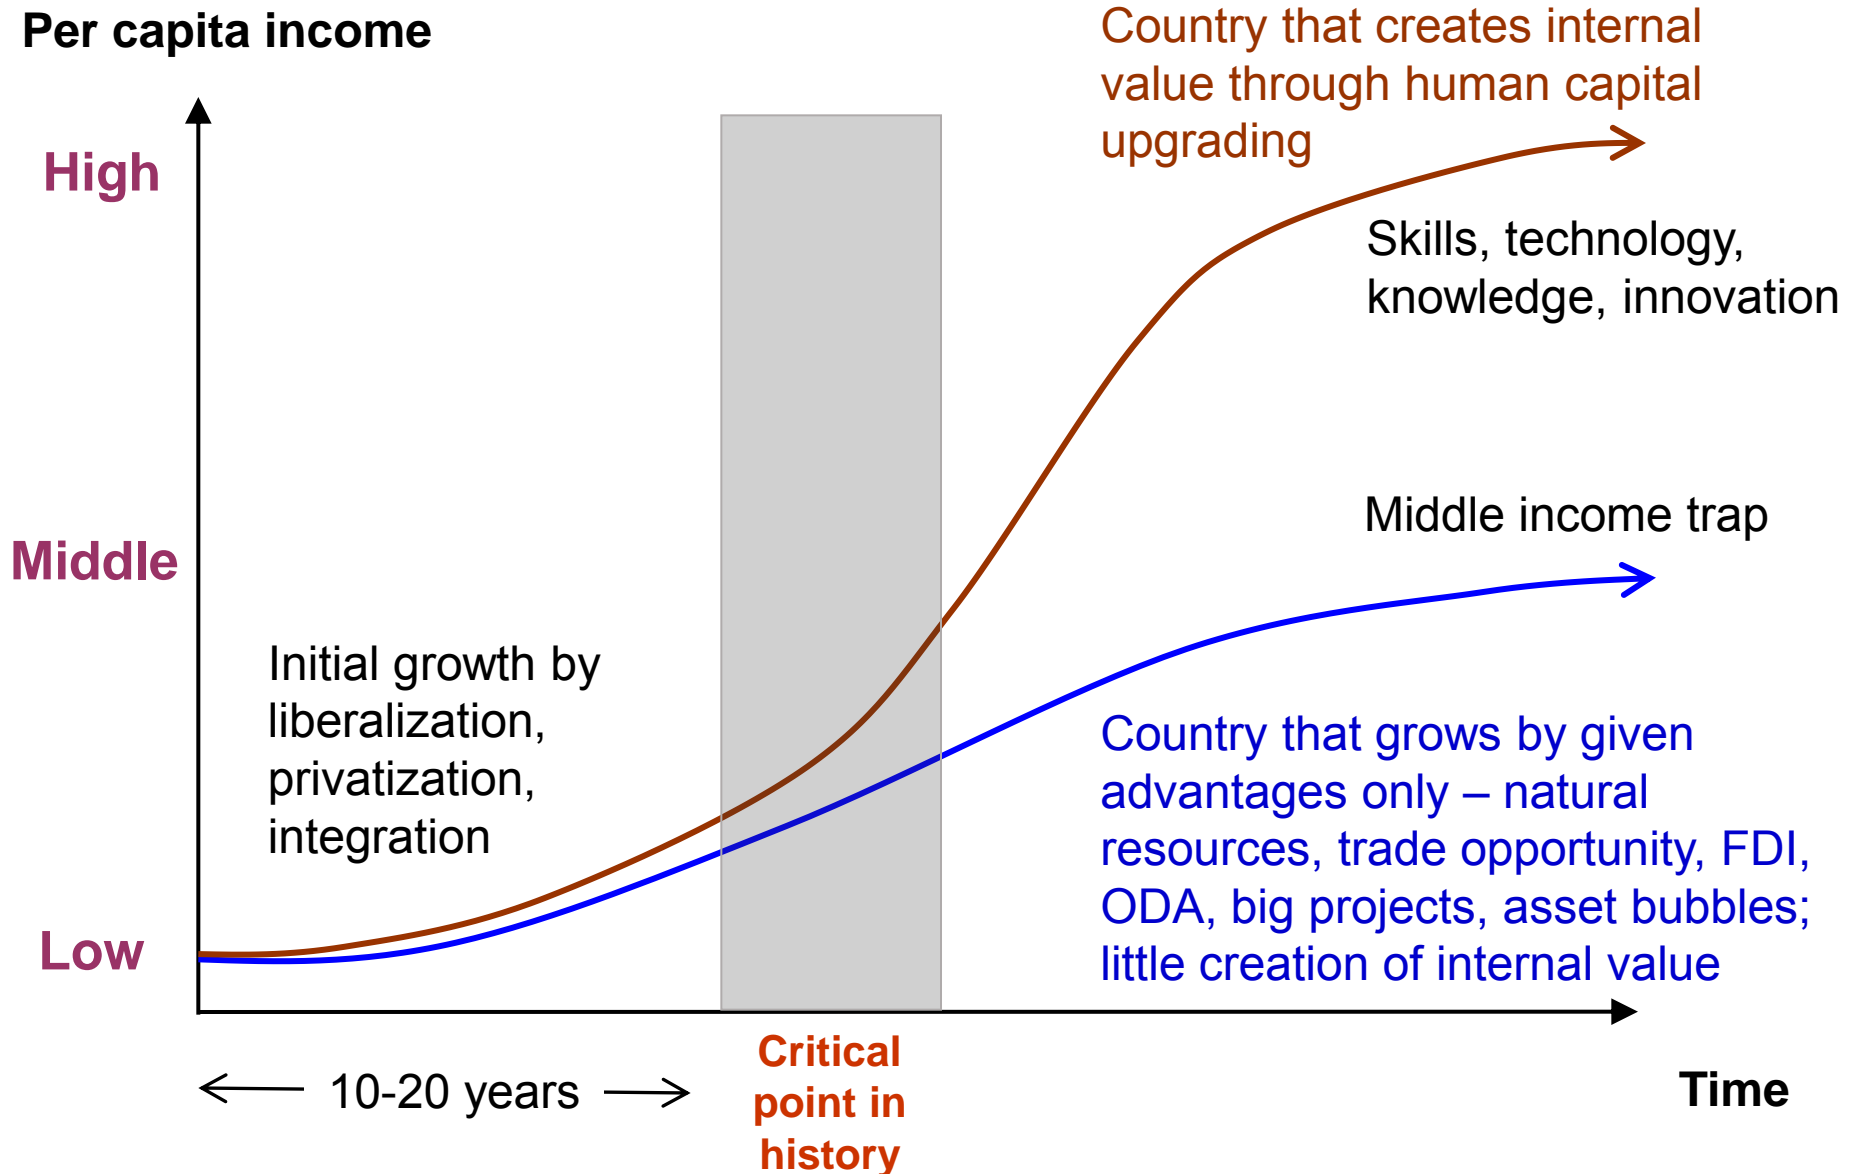 Per capita income
High
Middle
Low
Country that creates internal
value through human capital
upgrading
Skills, technology,
knowledge, innovation
Middle income trap
Initial growth by
liberalization,
privatization,
integration
Country that grows by given
advantages only – natural
resources, trade opportunity, FDI,
ODA, big projects, asset bubbles;
little creation of internal value
10-20 years
Critical
point in
history
Time